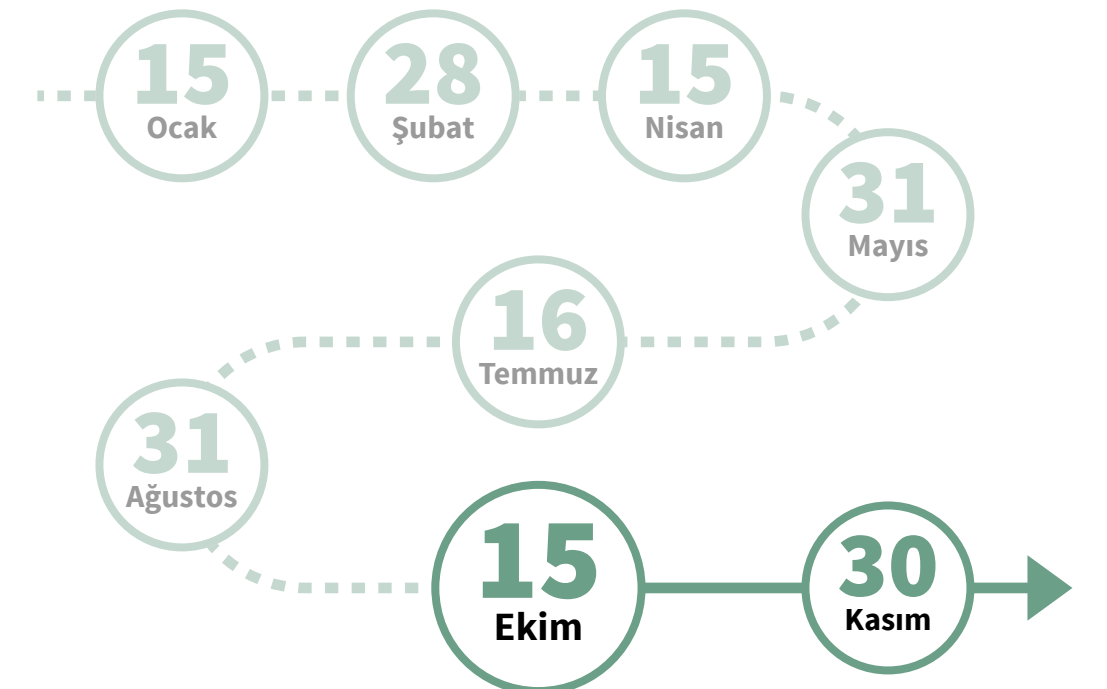 15
Ocak
28
Şubat
15
Nisan
31
Mayıs
16
Temmuz
31
Ağustos
15
Ekim
30
Kasım